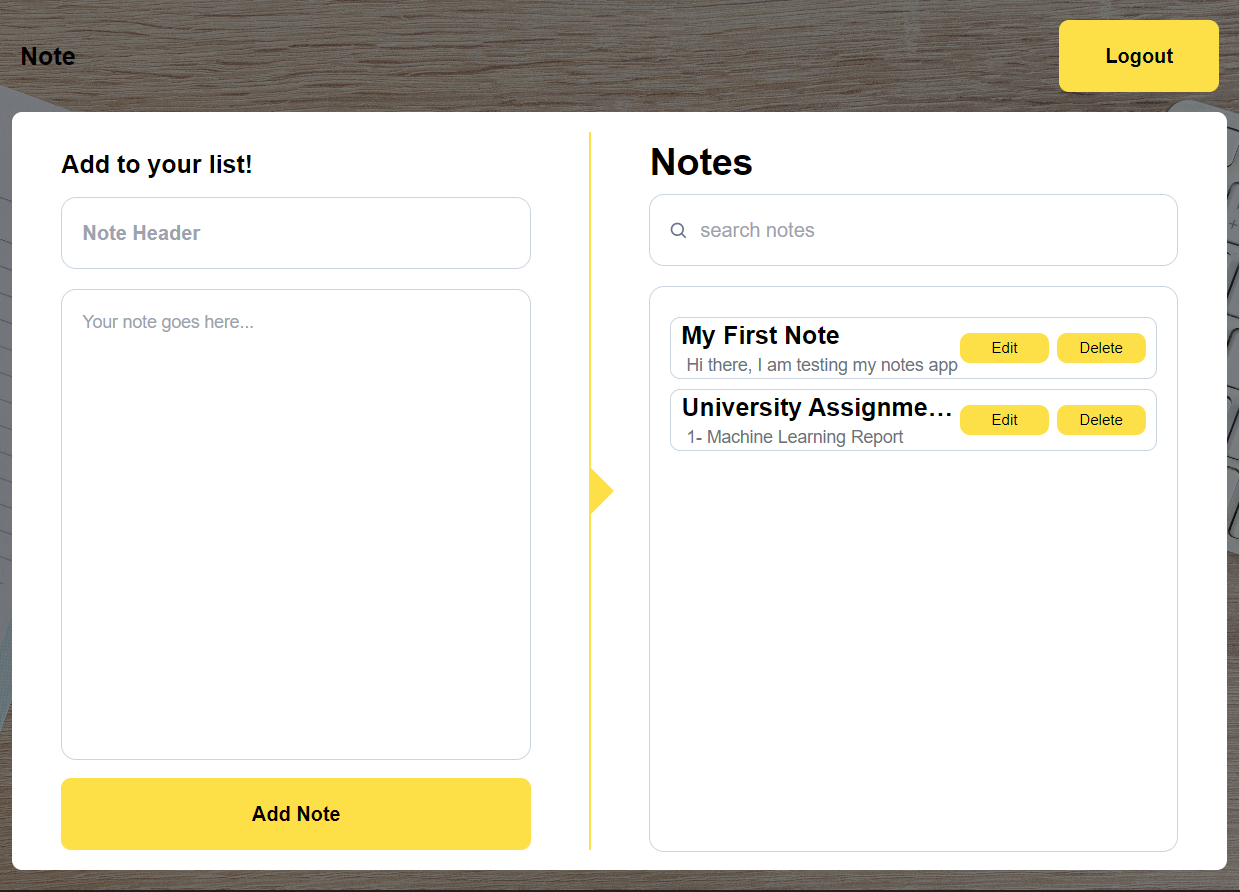 Note
Logout
Add to your list!
Note Header
Your note goes here...
Add Note
Notes
search notes
My First Note
Hi there, I am testing my notes app
Edit
Delete
University Assignme...
1- Machine Learning Report
Edit
Delete